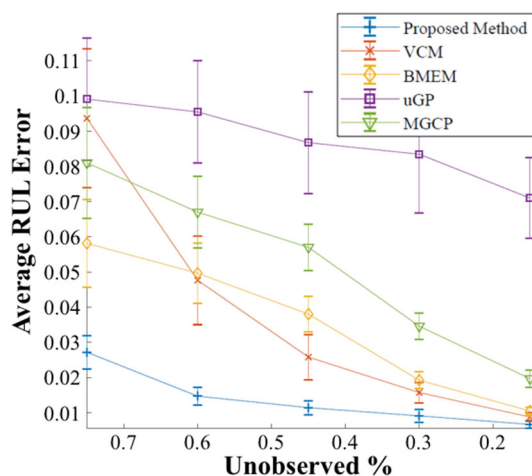 Proposed Method
VCM
BMEM
uGP
MGCP
0.11
0.1
0.09
0.08
0.07
0.06
0.05
0.04
0.03
0.02
0.01
Average RUL Error
0.7 0.6 0.5 0.4 0.3 0.2
Unobserved %